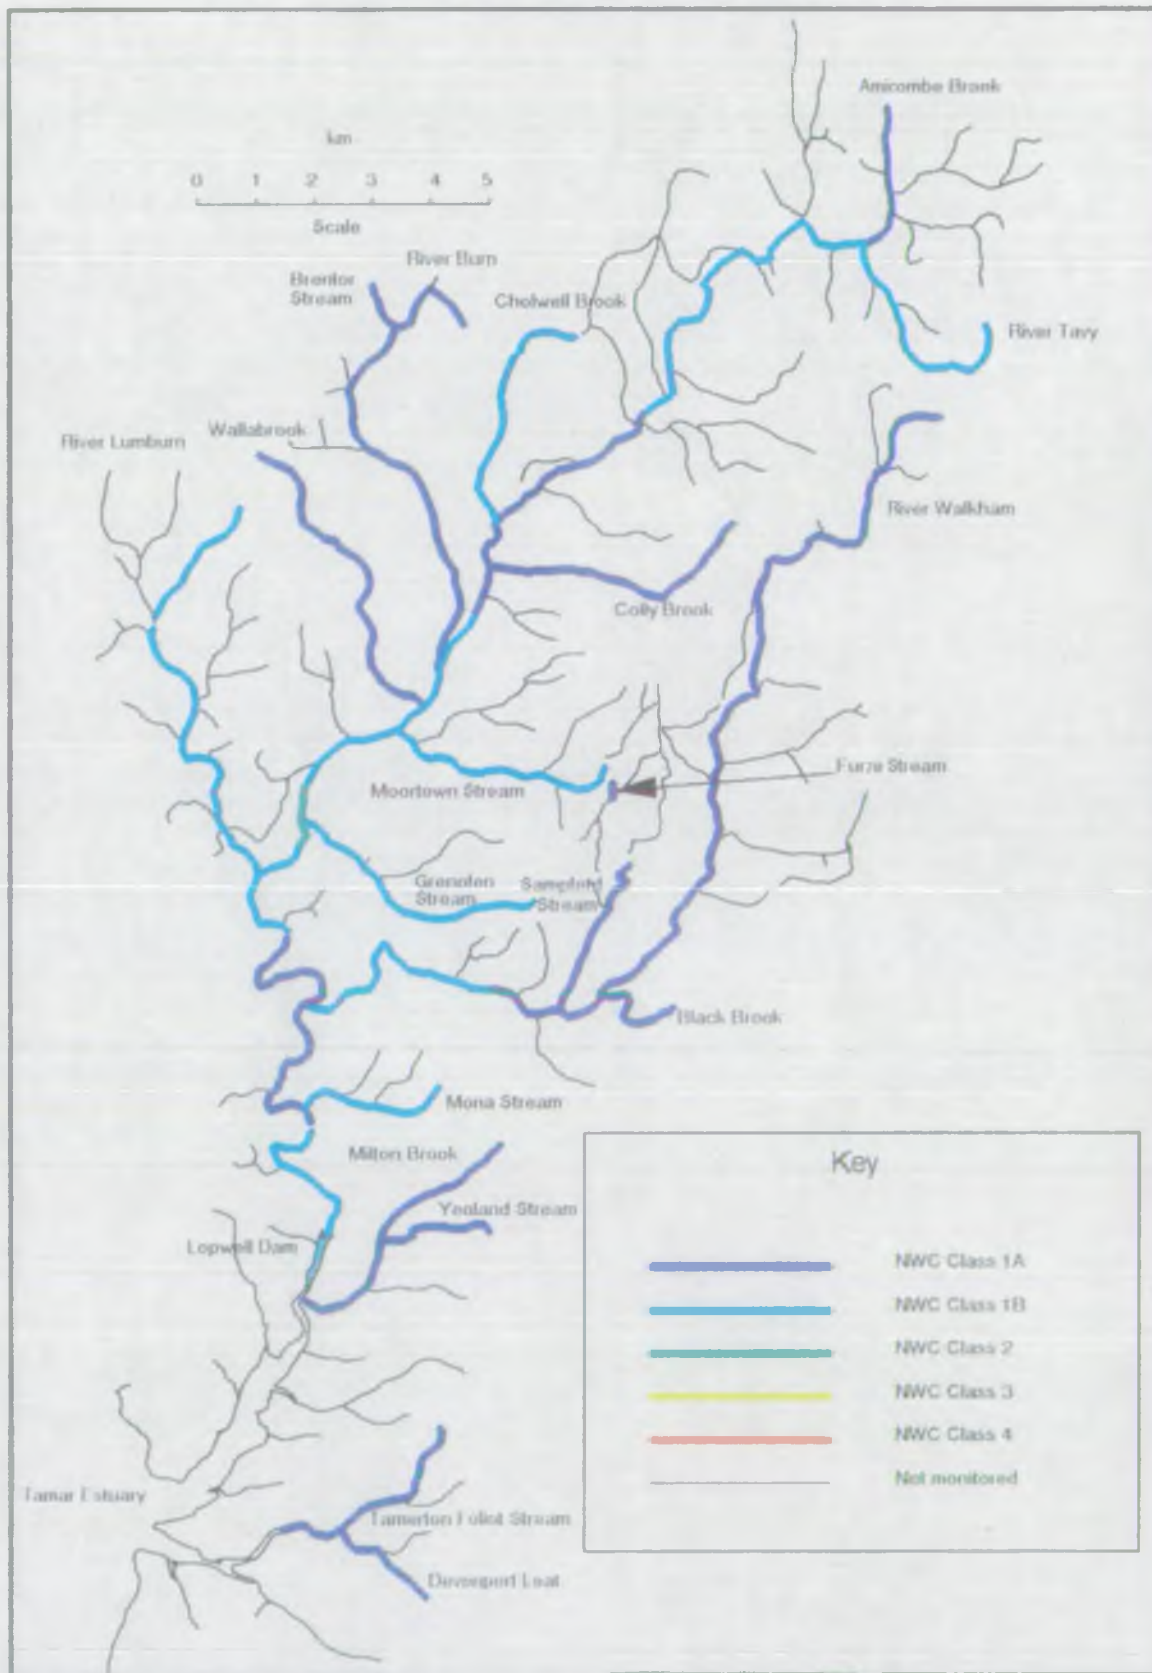 Amicombe Brook
km
0 1 2 3 4 5
Scale
River Burn
Brentor
Stream
Cholwell Brook
River Tavy
Wallabrook
River Lumburn
River Walkham
Colly Brook
Furze Stream
Moortown Stream
Grenofen
Stream
Sampford
Stream
Black Brook
Mona Stream
Milton Brook
Yeoland Stream
Lopwell Dam
Key
NWC Class 1A
NWC Class 1B
NWC Class 2
NWC Class 3
NWC Class 4
Not monitored
Tamar Estuary
Tamerton Foliot Stream
Devonport Leat